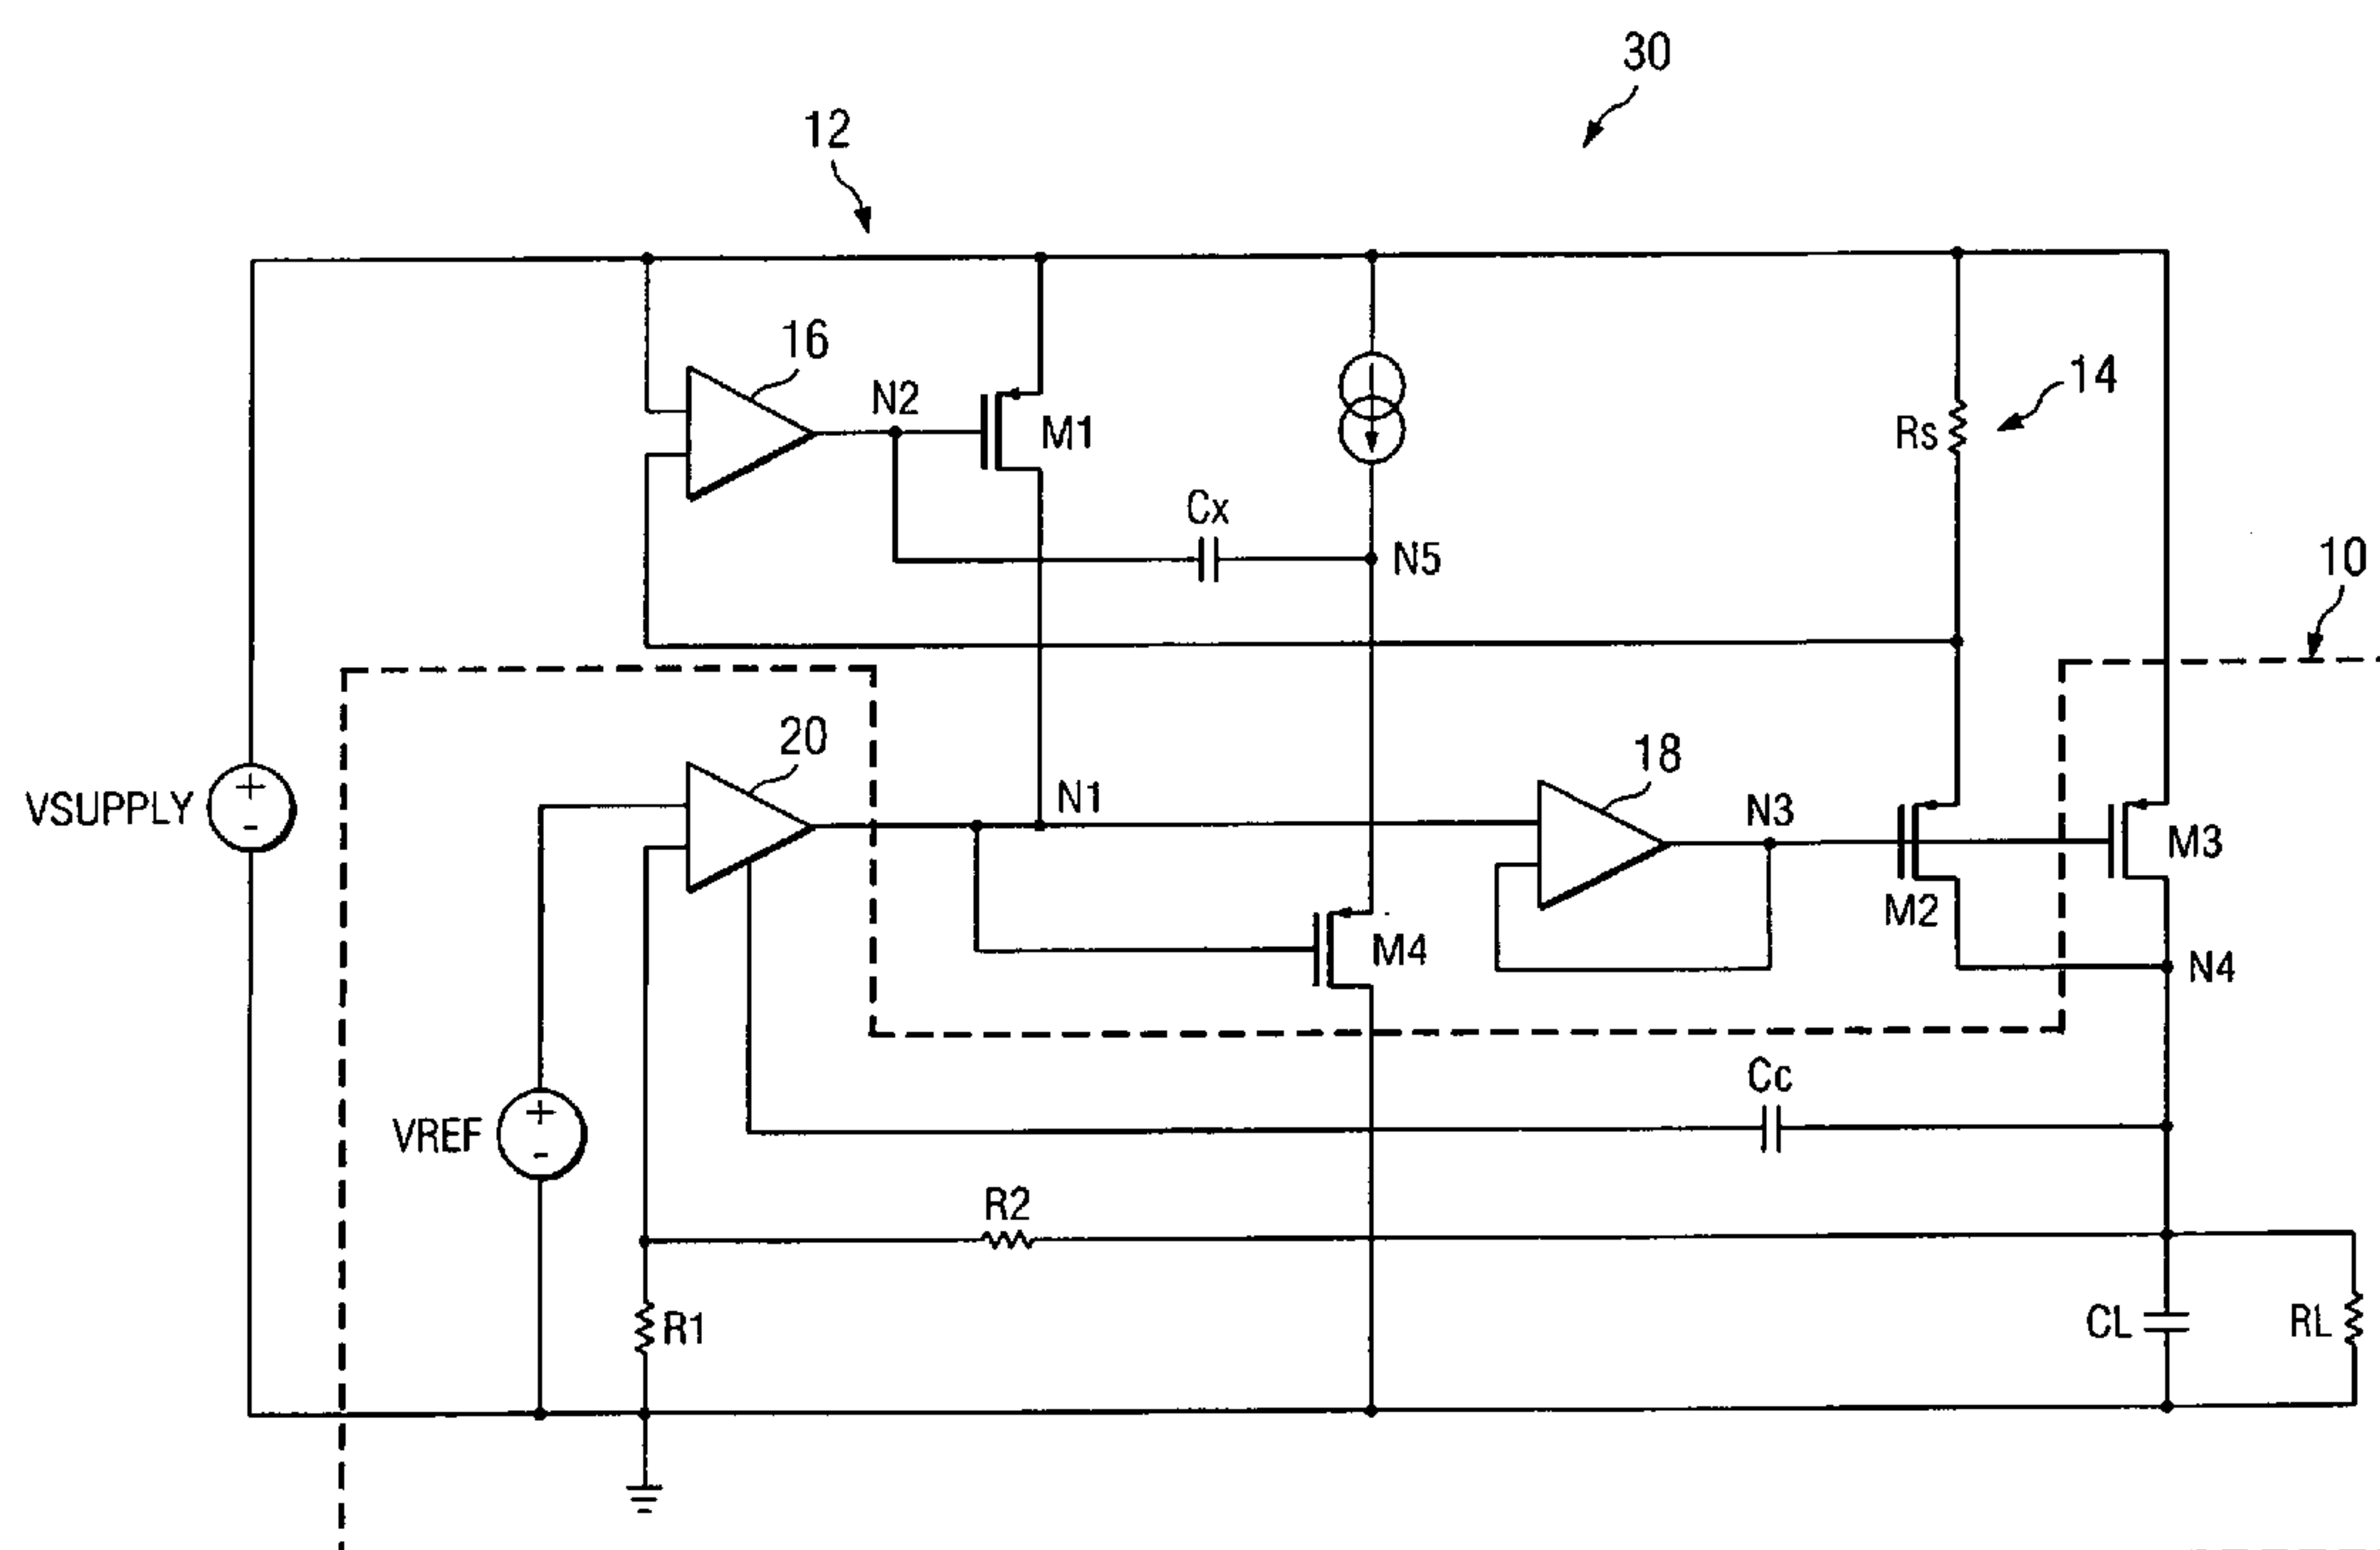 30
12
16
N2
M1
14
Rs
Cx
N5
10
20
18
N1
N3
VSUPPLY
+
-
M3
M2
M4
N4
Cc
VREF
+
-
R2
R1
CL
RL